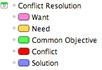 Conflict Resolution
Want
Need
Common Objective
Conflict
Solution